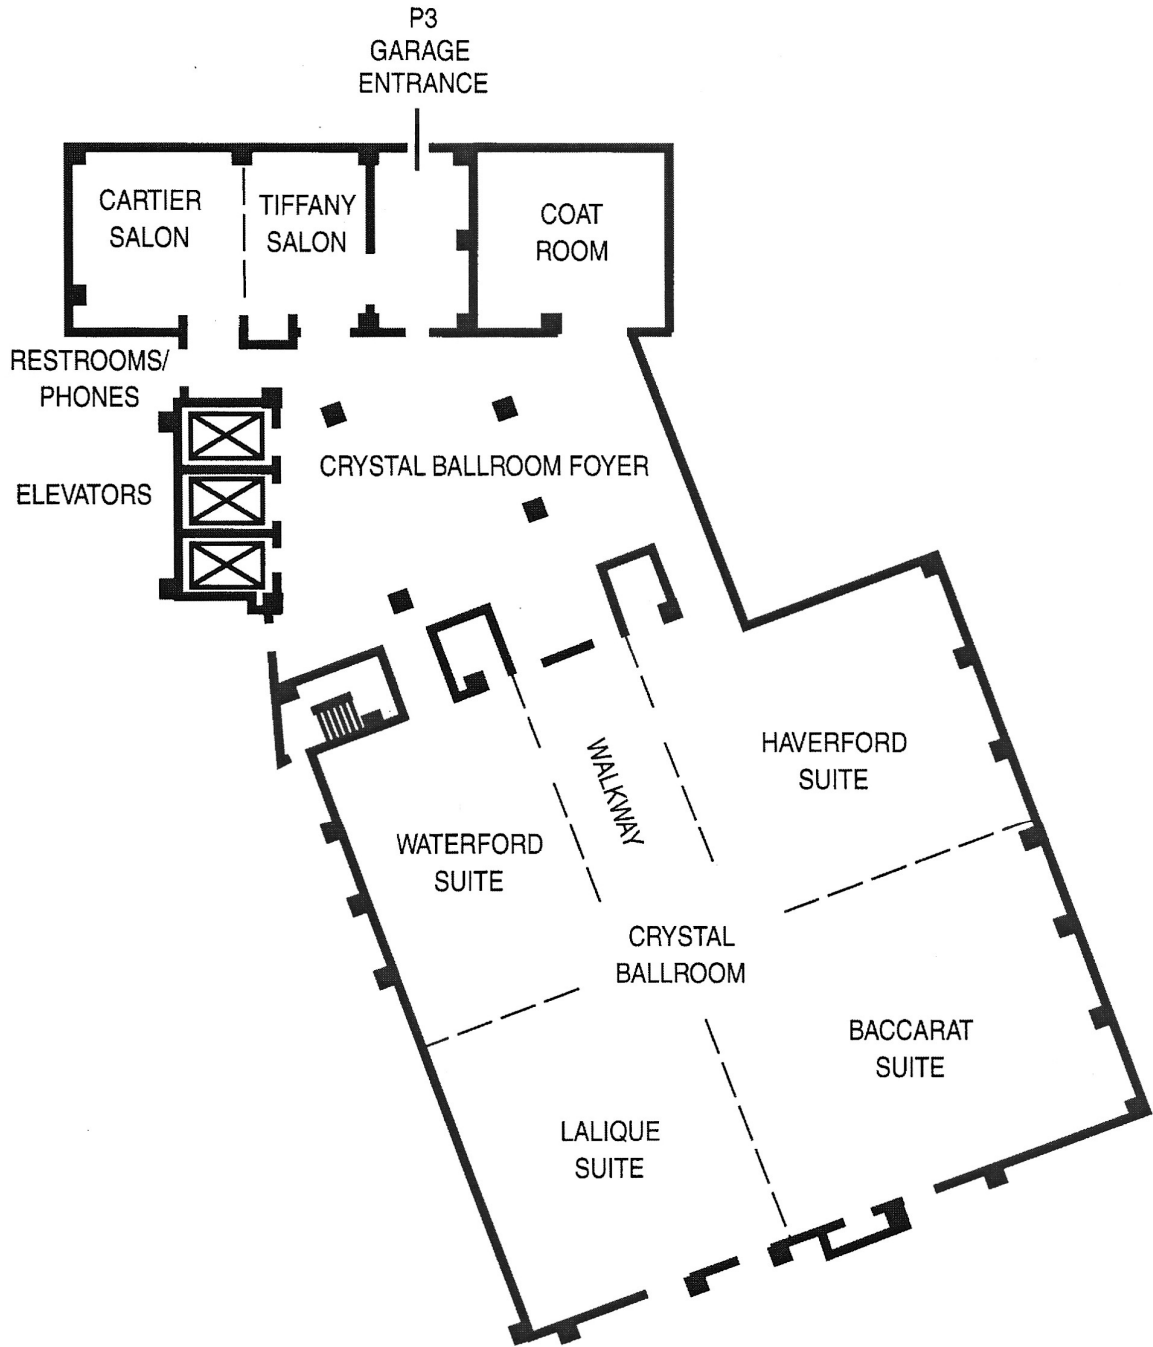 P3
GARAGE
ENTRANCE
CARTIER
SALON
TIFFANY
SALON
COAT
ROOM
RESTROOMS/
PHONES
CRYSTAL BALLROOM FOYER
ELEVATORS
HAVERFORD
SUITE
WALKWAY
WATERFORD
SUITE
CRYSTAL
BALLROOM
BACCARAT
SUITE
LALIQUE
SUITE